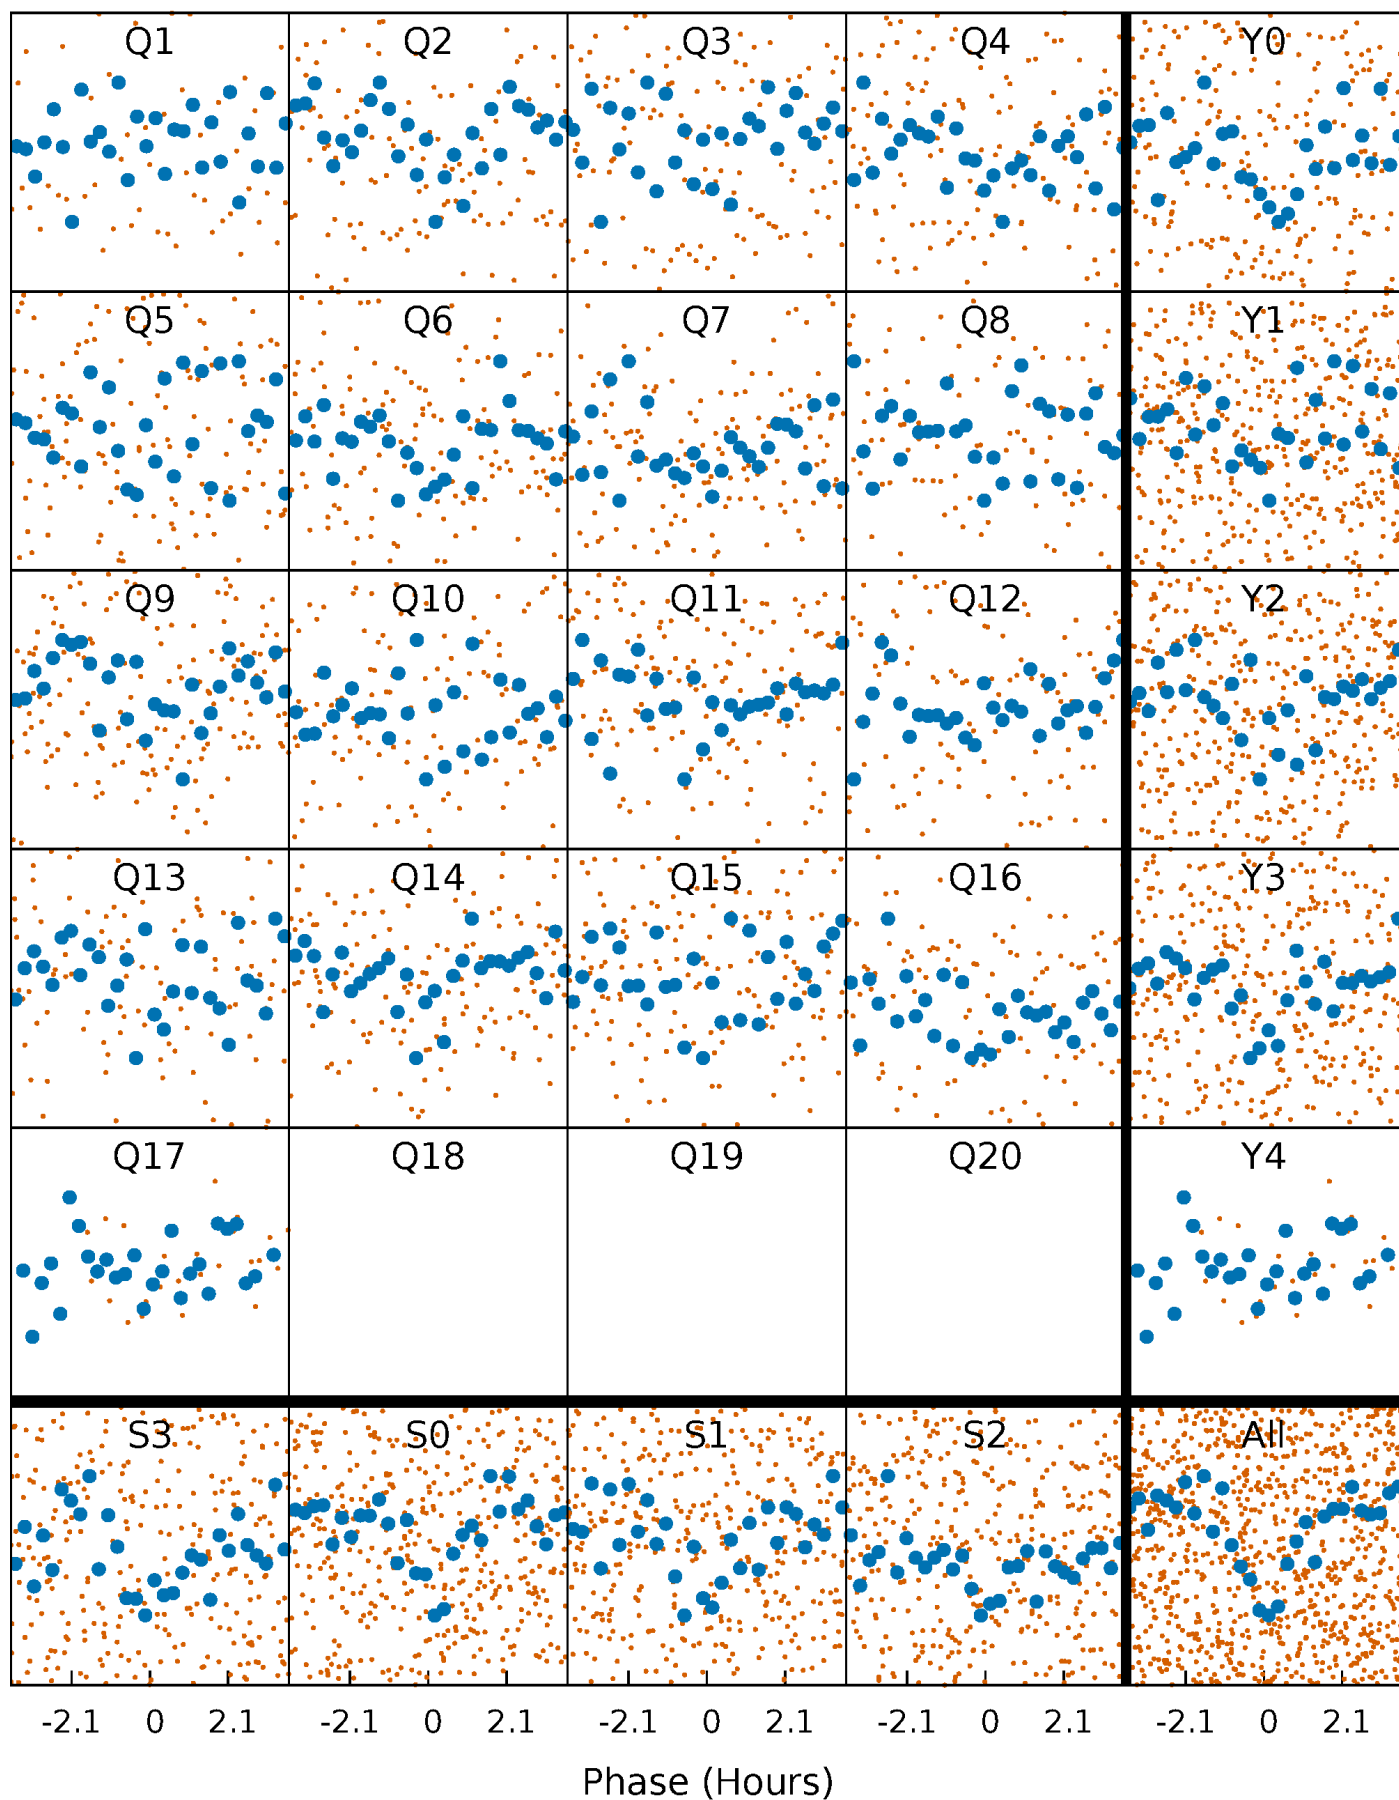 Q1 Q2 Q3 Q4 Y0
Q5 Q6 Q7 Q8 Y1
Q9 Q10 Q11 Q12 Y2
Q13 Q14 Q15 Q16 Y3
Q17 Q18 Q19 Q20 Y4
S3 S0 S1 S2 All
-2.1 0 2.1 -2.1 0 2.1 -2.1 0 2.1 -2.1 0 2.1 -2.1 0 2.1
Phase (Hours)